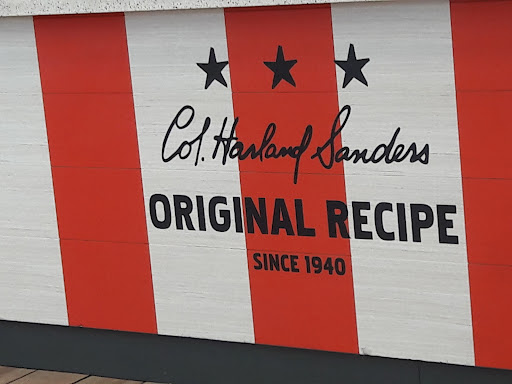 Col. Harland Sanders
ORIGINAL RECIPE
SINCE 1940